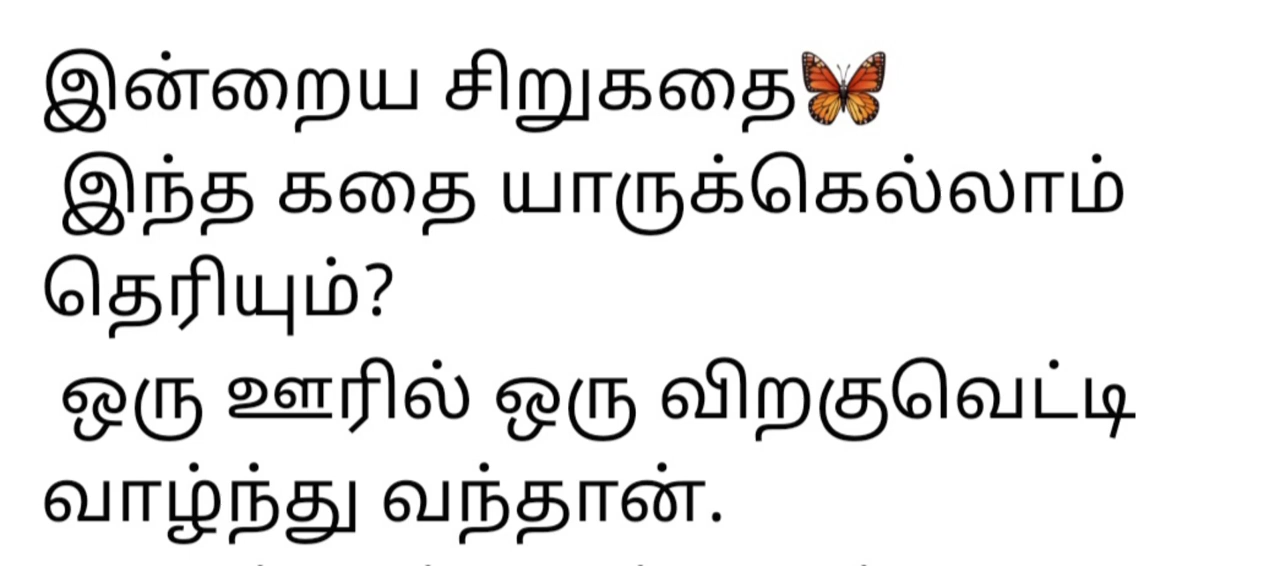 இன்றைய சிறுகதை🦋
இந்த கதை யாருக்கெல்லாம்
தெரியும்?
ஒரு ஊரில் ஒரு விறகுவெட்டி
வாழ்ந்து வந்தான்.